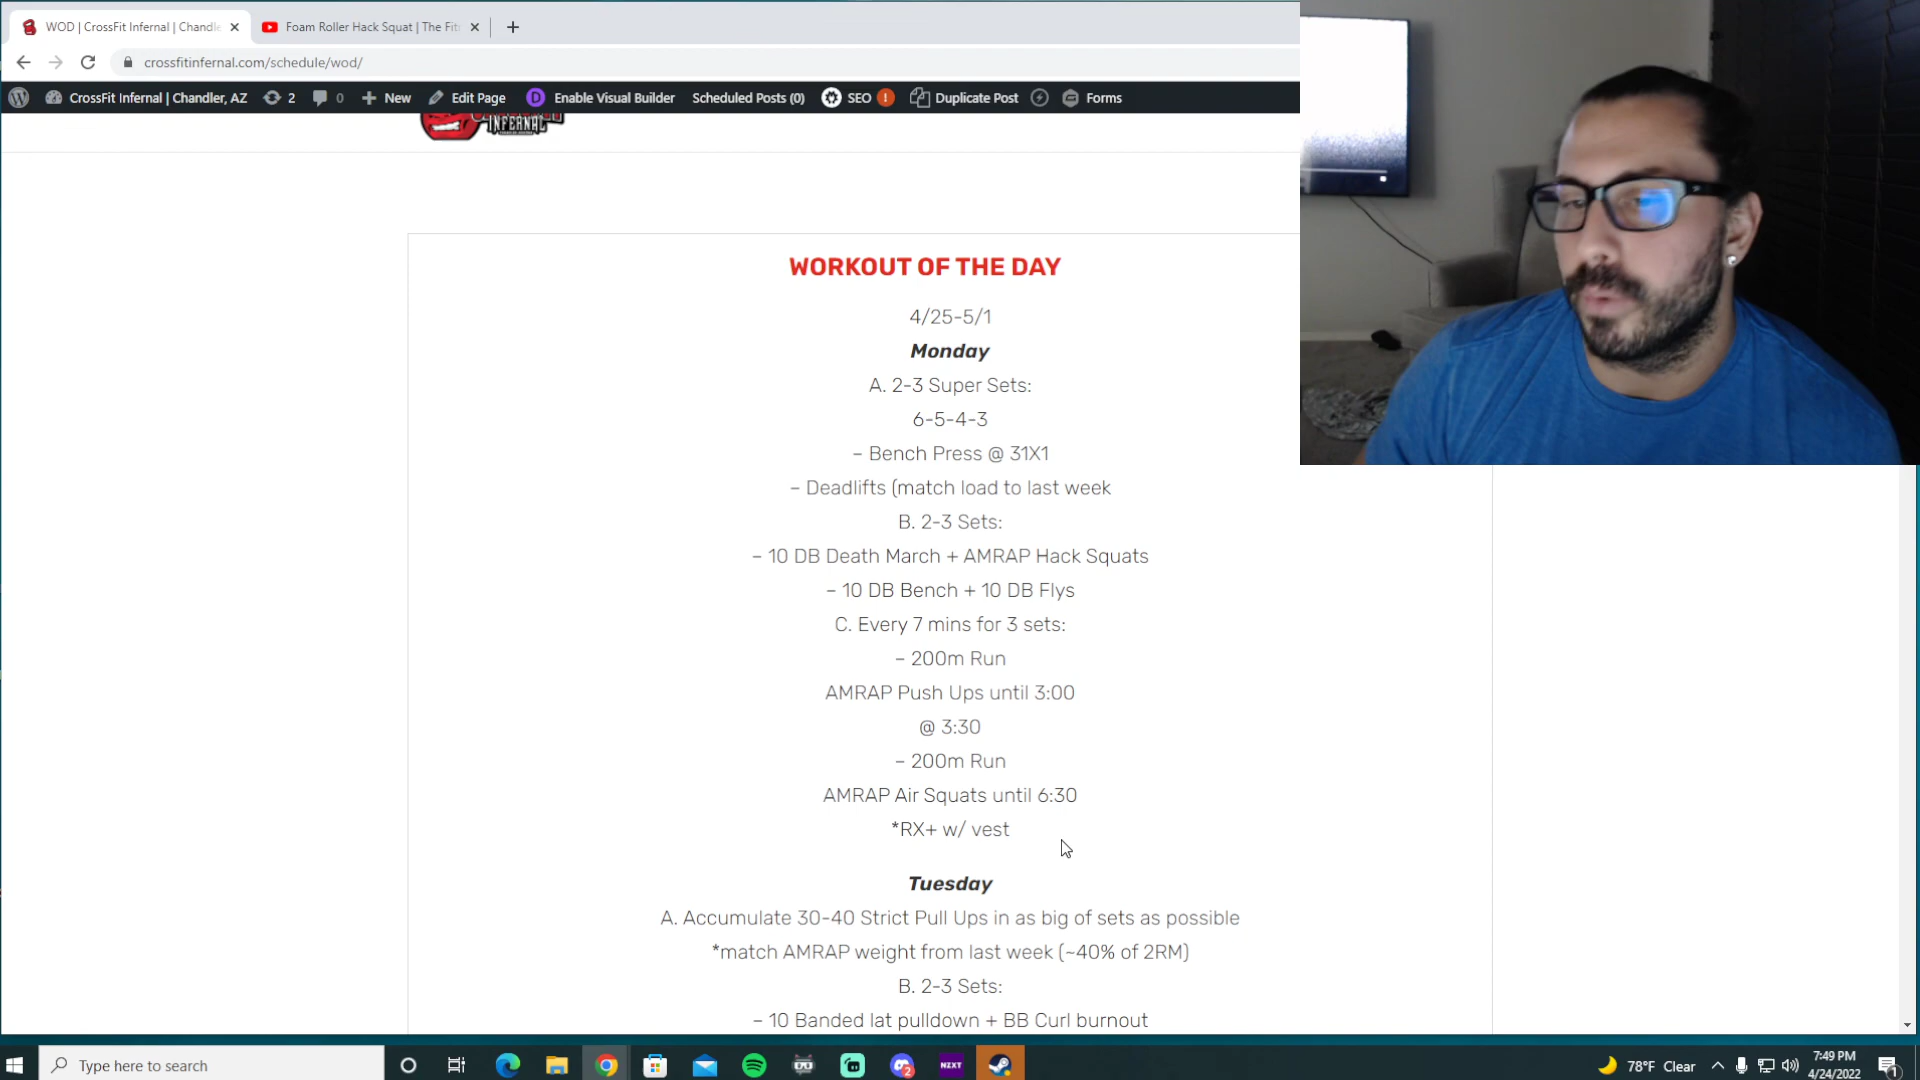 WOD | CrossFit Infernal | Chandle
Foam Roller Hack Squat | The Fit
crossfitinfernal.com/schedule/wod/
CrossFit Infernal | Chandler, AZ 2 0 New Edit Page Enable Visual Builder Scheduled Posts (0) SEO ! Duplicate Post Forms
INFERNAL
WORKOUT OF THE DAY
4/25-5/1
Monday
A. 2-3 Super Sets:
6-5-4-3
– Bench Press @ 31X1
– Deadlifts (match load to last week
B. 2-3 Sets:
– 10 DB Death March + AMRAP Hack Squats
– 10 DB Bench + 10 DB Flys
C. Every 7 mins for 3 sets:
– 200m Run
AMRAP Push Ups until 3:00
@ 3:30
– 200m Run
AMRAP Air Squats until 6:30
*RX+ w/ vest
Tuesday
A. Accumulate 30-40 Strict Pull Ups in as big of sets as possible
*match AMRAP weight from last week (~40% of 2RM)
B. 2-3 Sets:
– 10 Banded lat pulldown + BB Curl burnout
Type here to search
2
NZXT
78°F Clear
7:49 PM
4/24/2022
1